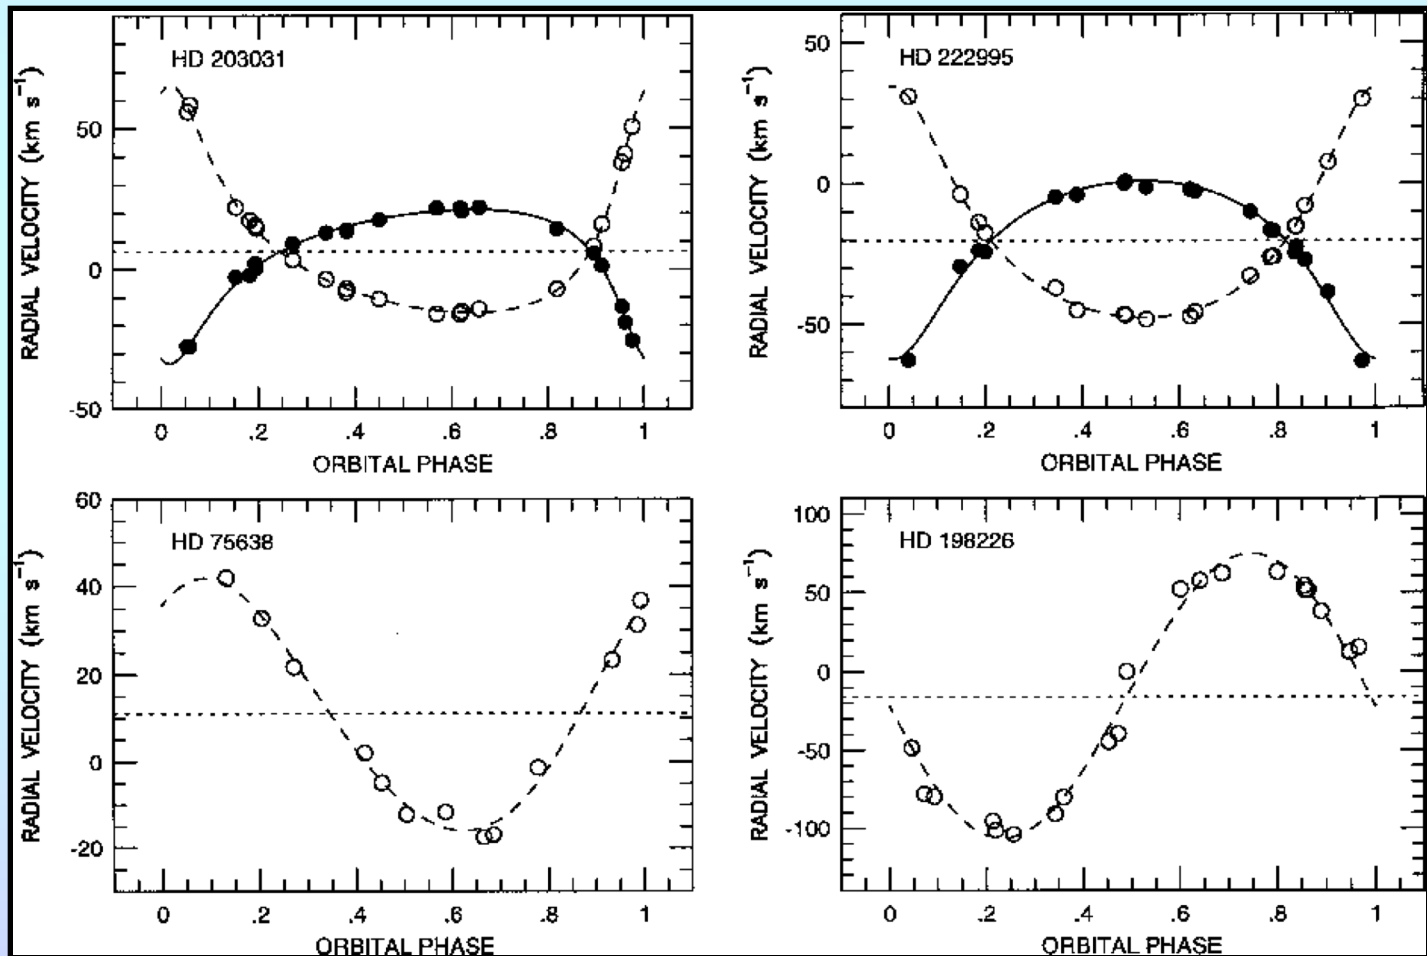 HD 203031
RADIAL VELOCITY (km s⁻¹)
50
0
-50
0 .2 .4 .6 .8 1
ORBITAL PHASE
HD 222995
RADIAL VELOCITY (km s⁻¹)
50
0
-50
0 .2 .4 .6 .8 1
ORBITAL PHASE
HD 75638
RADIAL VELOCITY (km s⁻¹)
60
40
20
0
-20
0 .2 .4 .6 .8 1
ORBITAL PHASE
HD 198226
RADIAL VELOCITY (km s⁻¹)
100
50
0
-50
-100
0 .2 .4 .6 .8 1
ORBITAL PHASE